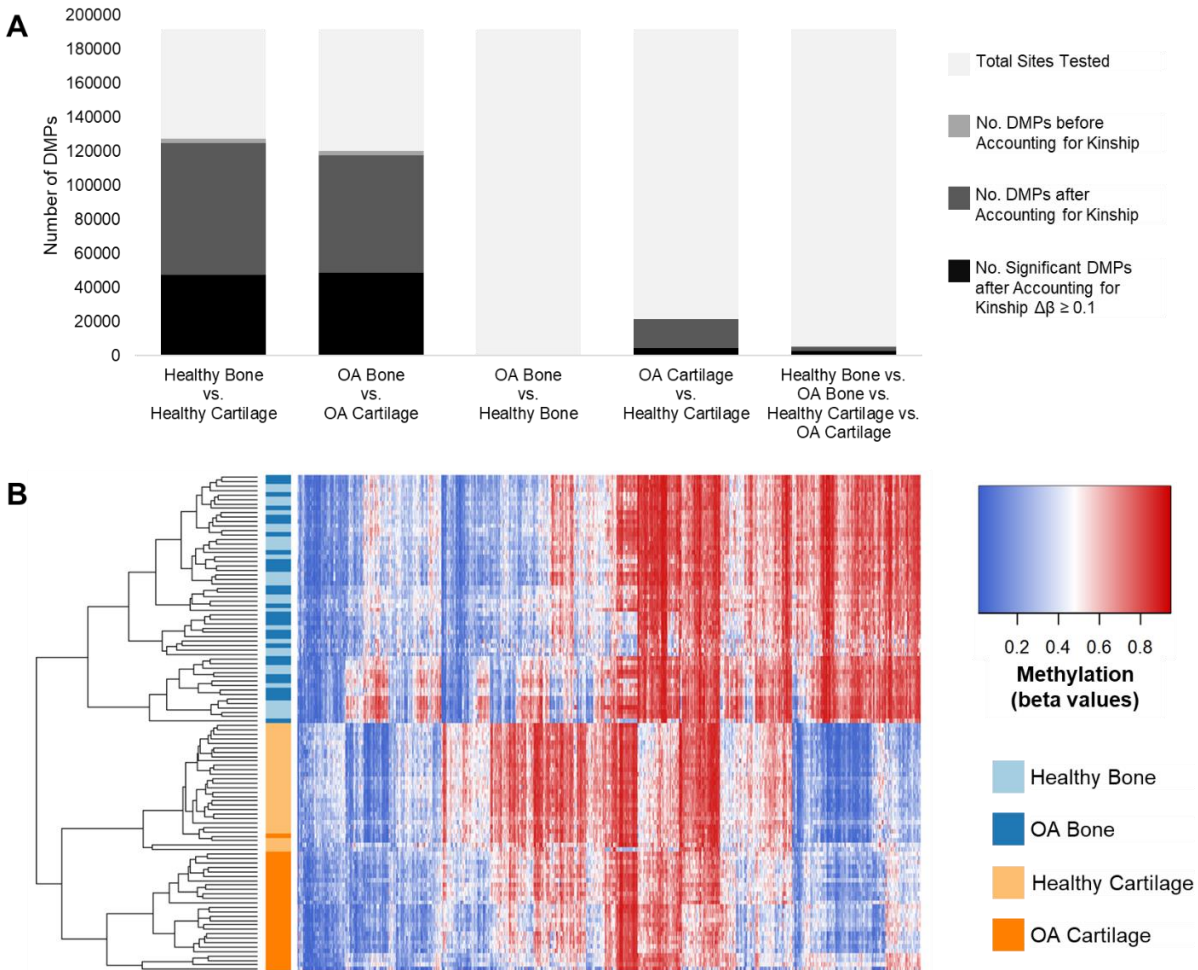 A
Number of DMPs
200000
180000
160000
140000
120000
100000
80000
60000
40000
20000
0
Healthy Bone
vs.
Healthy Cartilage
OA Bone
vs.
OA Cartilage
OA Bone
vs.
Healthy Bone
OA Cartilage
vs.
Healthy Cartilage
Healthy Bone vs.
OA Bone vs.
Healthy Cartilage vs.
OA Cartilage
Total Sites Tested
No. DMPs before
Accounting for Kinship
No. DMPs after
Accounting for Kinship
No. Significant DMPs
after Accounting for
Kinship Δβ ≥ 0.1
B
0.2 0.4 0.6 0.8
Methylation
(beta values)
Healthy Bone
OA Bone
Healthy Cartilage
OA Cartilage